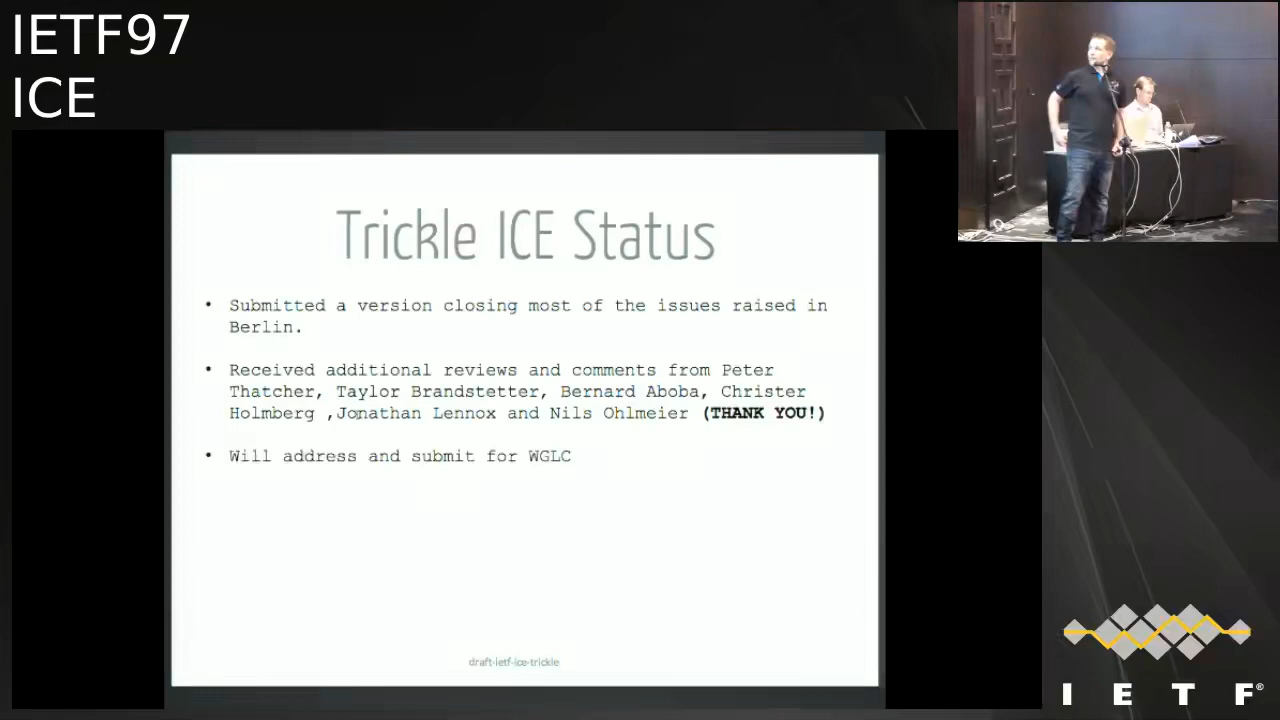 IETF97
ICE
Trickle ICE Status
• Submitted a version closing most of the issues raised in
Berlin.
• Received additional reviews and comments from Peter
Thatcher, Taylor Brandstetter, Bernard Aboba, Christer
Holmberg ,Jonathan Lennox and Nils Ohlmeier (THANK YOU!)
• Will address and submit for WGLC
draft-ietf-ice-trickle
I E T F®